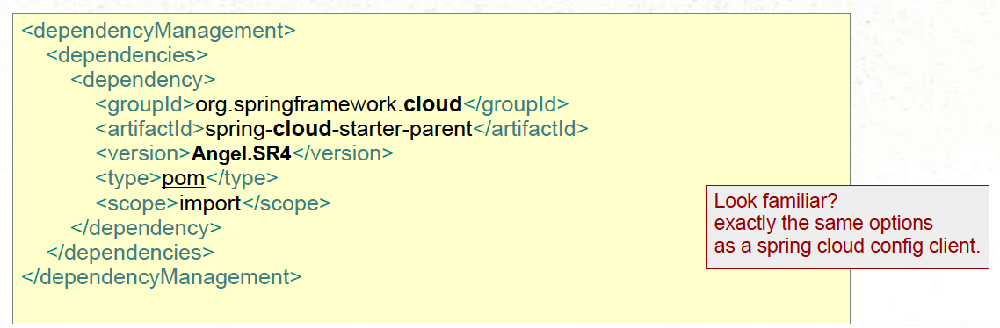 <dependencyManagement>
<dependencies>
<dependency>
<groupId>org.springframework.cloud</groupId>
<artifactId>spring-cloud-starter-parent</artifactId>
<version>Angel.SR4</version>
<type>pom</type>
<scope>import</scope>
</dependency>
</dependencies>
</dependencyManagement>
Look familiar?
exactly the same options
as a spring cloud config client.